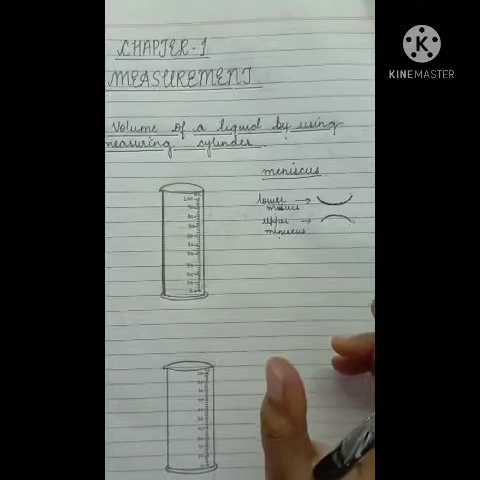 CHAPTER-1
MEASUREMENT
Volume of a liquid by using
measuring cylinder.
meniscus
lower →
meniscus
upper →
meniscus
K
KINEMASTER